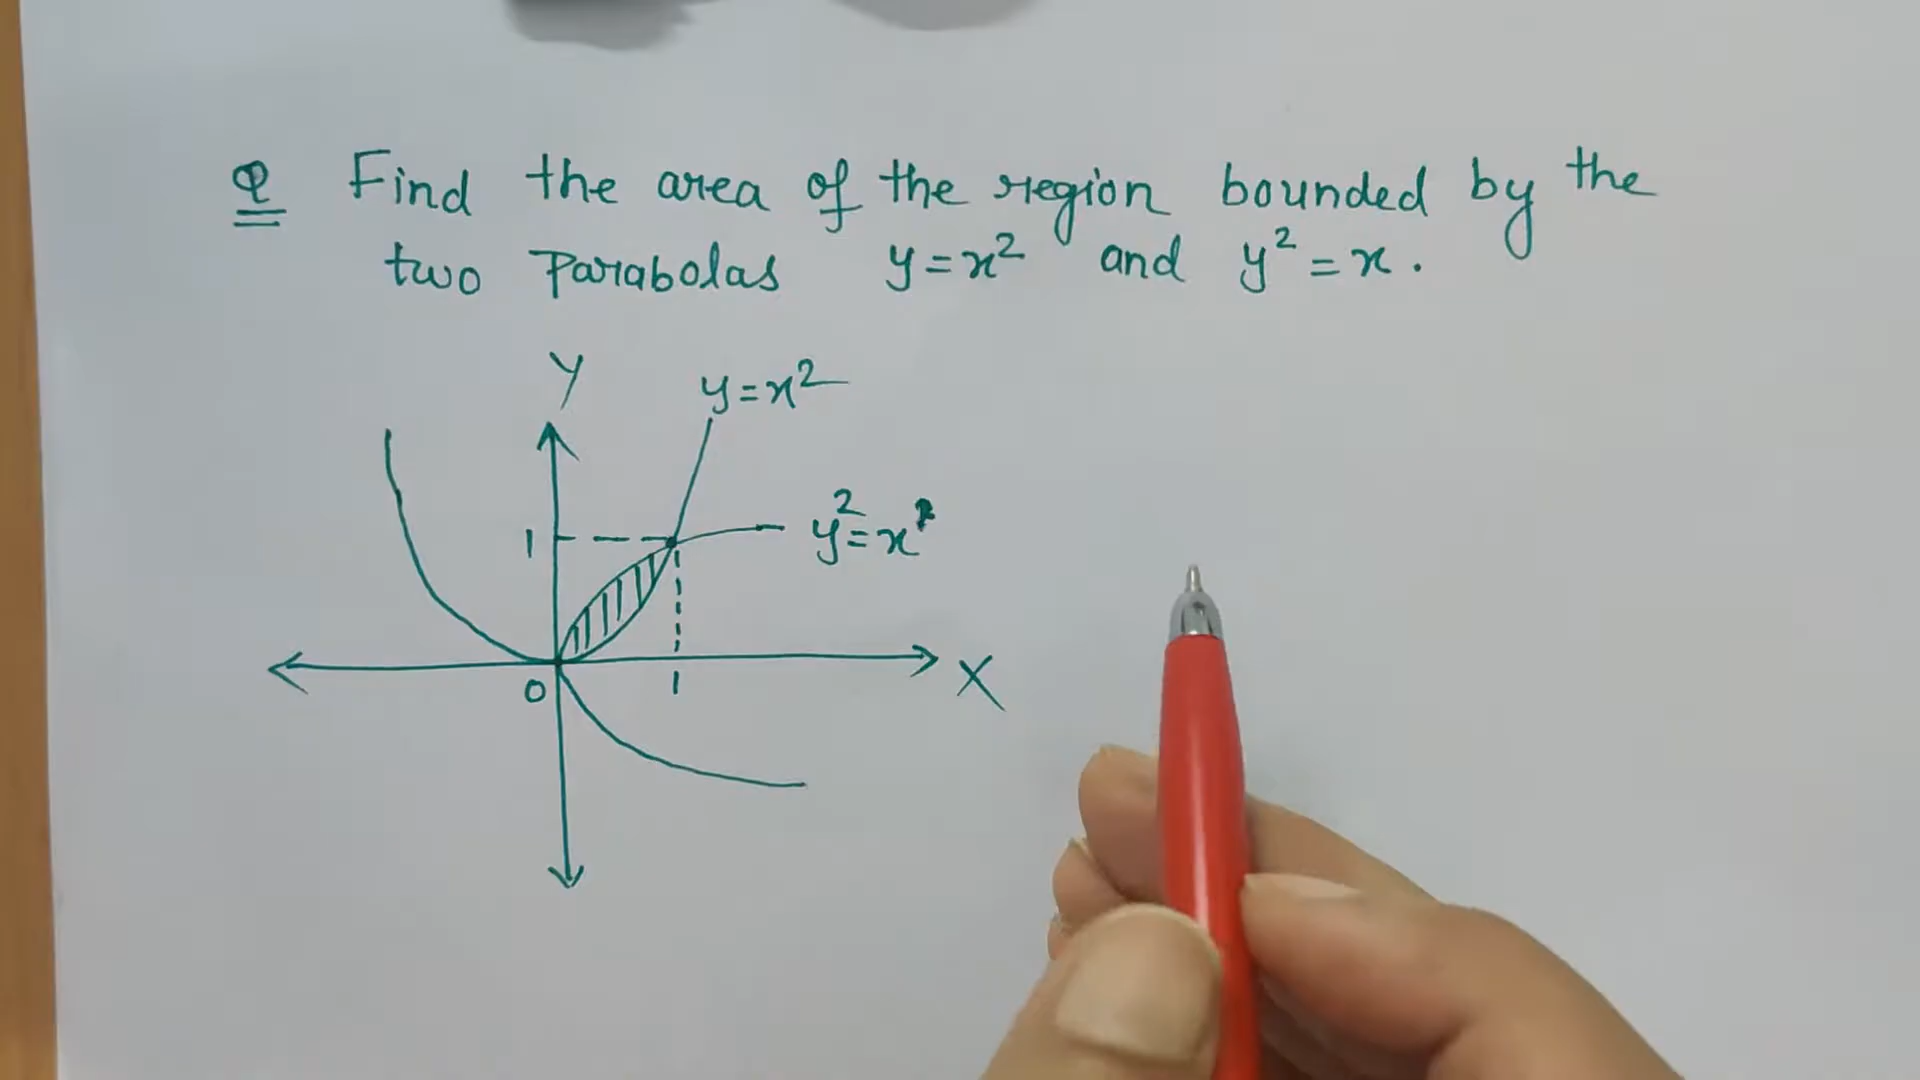 Q Find the area of the region bounded by the
two parabolas y=x² and y²=x.
Y
y=x²
1
y²=x
0
1
X